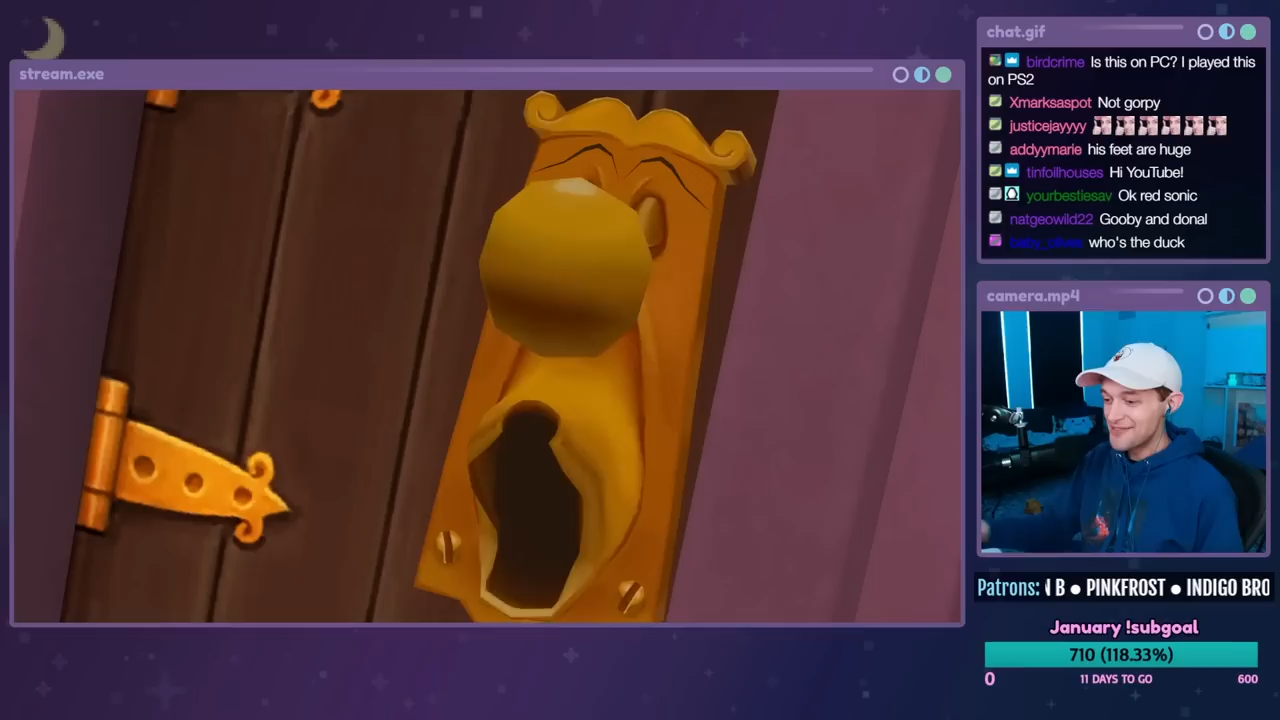 stream.exe
chat.gif
birdcrime Is this on PC? I played this
on PS2
Xmarksaspot Not gorpy
justicejayyyy
addyymarie his feet are huge
tinfoilhouses Hi YouTube!
yourbestiesav Ok red sonic
natgeowild22 Gooby and donal
who's the duck
camera.mp4
Patrons: B ● PINKFROST ● INDIGO BRO
January !subgoal
710 (118.33%)
0 11 DAYS TO GO 600